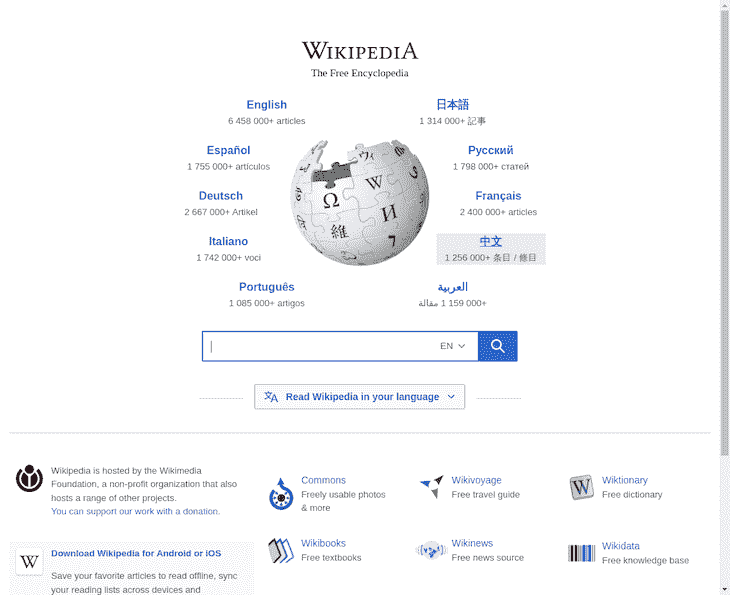 WIKIPEDIA
The Free Encyclopedia
English
6 458 000+ articles
日本語
1 314 000+ 記事
Español
1 755 000+ artículos
Русский
1 798 000+ статей
Deutsch
2 667 000+ Artikel
Français
2 400 000+ articles
Italiano
1 742 000+ voci
中文
1 256 000+ 条目 / 條目
Português
1 085 000+ artigos
العربية
1 159 000+ مقالة
Ω
W
И
維
ウィ
EN
Read Wikipedia in your language
Wikipedia is hosted by the Wikimedia
Foundation, a non-profit organization that also
hosts a range of other projects.
You can support our work with a donation.
W
Download Wikipedia for Android or iOS
Save your favorite articles to read offline, sync
your reading lists across devices and
Commons
Freely usable photos
& more
Wikivoyage
Free travel guide
W
Wiktionary
Free dictionary
Wikibooks
Free textbooks
Wikinews
Free news source
Wikidata
Free knowledge base